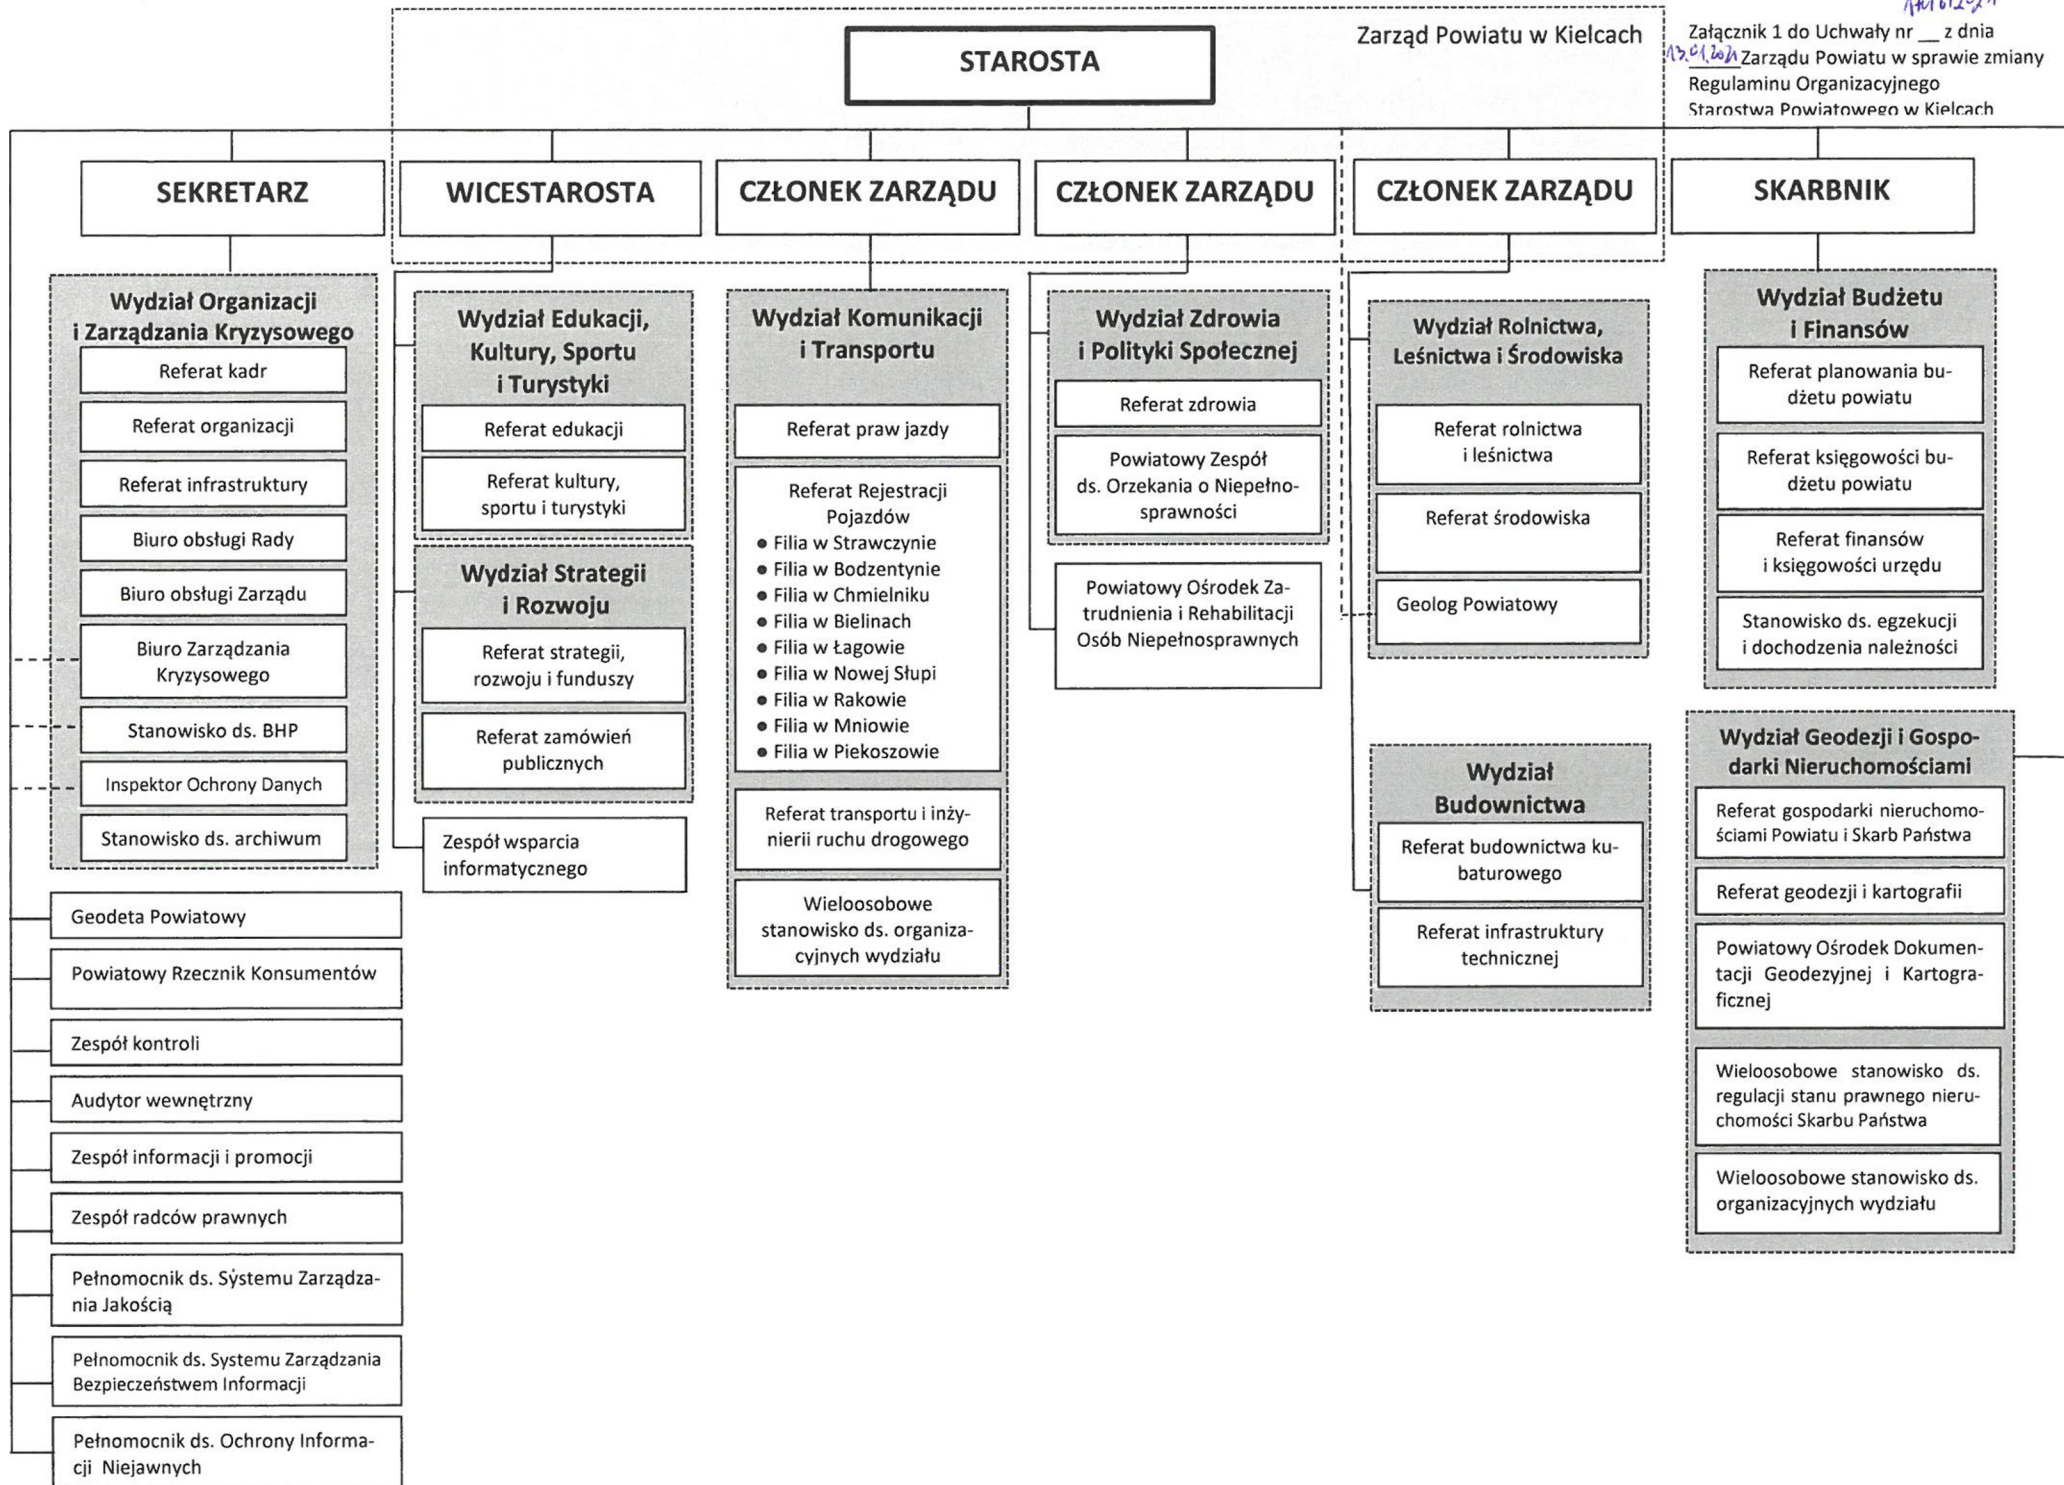 Zarząd Powiatu w Kielcach
Załącznik 1 do Uchwały nr __ z dnia
13.01.2021 Zarządu Powiatu w sprawie zmiany
Regulaminu Organizacyjnego
Starostwa Powiatowego w Kielcach
STAROSTA
SEKRETARZ
WICESTAROSTA
CZŁONEK ZARZĄDU
CZŁONEK ZARZĄDU
CZŁONEK ZARZĄDU
SKARBNIK
Wydział Organizacji
i Zarządzania Kryzysowego
Referat kadr
Referat organizacji
Referat infrastruktury
Biuro obsługi Rady
Biuro obsługi Zarządu
Biuro Zarządzania
Kryzysowego
Stanowisko ds. BHP
Inspektor Ochrony Danych
Stanowisko ds. archiwum
Geodeta Powiatowy
Powiatowy Rzecznik Konsumentów
Zespół kontroli
Audytor wewnętrzny
Zespół informacji i promocji
Zespół radców prawnych
Pełnomocnik ds. Systemu Zarządza-
nia Jakością
Pełnomocnik ds. Systemu Zarządzania
Bezpieczeństwem Informacji
Pełnomocnik ds. Ochrony Informa-
cji Niejawnych
Wydział Edukacji,
Kultury, Sportu
i Turystyki
Referat edukacji
Referat kultury,
sportu i turystyki
Wydział Strategii
i Rozwoju
Referat strategii,
rozwoju i funduszy
Referat zamówień
publicznych
Zespół wsparcia
informatycznego
Wydział Komunikacji
i Transportu
Referat praw jazdy
Referat Rejestracji
Pojazdów
• Filia w Strawczynie
• Filia w Bodzentynie
• Filia w Chmielniku
• Filia w Bielinach
• Filia w Łagowie
• Filia w Nowej Słupi
• Filia w Rakowie
• Filia w Mniowie
• Filia w Piekoszowie
Referat transportu i inży-
nierii ruchu drogowego
Wieloosobowe
stanowisko ds. organiza-
cyjnych wydziału
Wydział Zdrowia
i Polityki Społecznej
Referat zdrowia
Powiatowy Zespół
ds. Orzekania o Niepełno-
sprawności
Powiatowy Ośrodek Za-
trudnienia i Rehabilitacji
Osób Niepełnosprawnych
Wydział Rolnictwa,
Leśnictwa i Środowiska
Referat rolnictwa
i leśnictwa
Referat środowiska
Geolog Powiatowy
Wydział
Budownictwa
Referat budownictwa ku-
baturowego
Referat infrastruktury
technicznej
Wydział Budżetu
i Finansów
Referat planowania bu-
dżetu powiatu
Referat księgowości bu-
dżetu powiatu
Referat finansów
i księgowości urzędu
Stanowisko ds. egzekucji
i dochodzenia należności
Wydział Geodezji i Gospo-
darki Nieruchomościami
Referat gospodarki nieruchomo-
ściami Powiatu i Skarb Państwa
Referat geodezji i kartografii
Powiatowy Ośrodek Dokumen-
tacji Geodezyjnej i Kartogra-
ficznej
Wieloosobowe stanowisko ds.
regulacji stanu prawnego nieru-
chomości Skarbu Państwa
Wieloosobowe stanowisko ds.
organizacyjnych wydziału